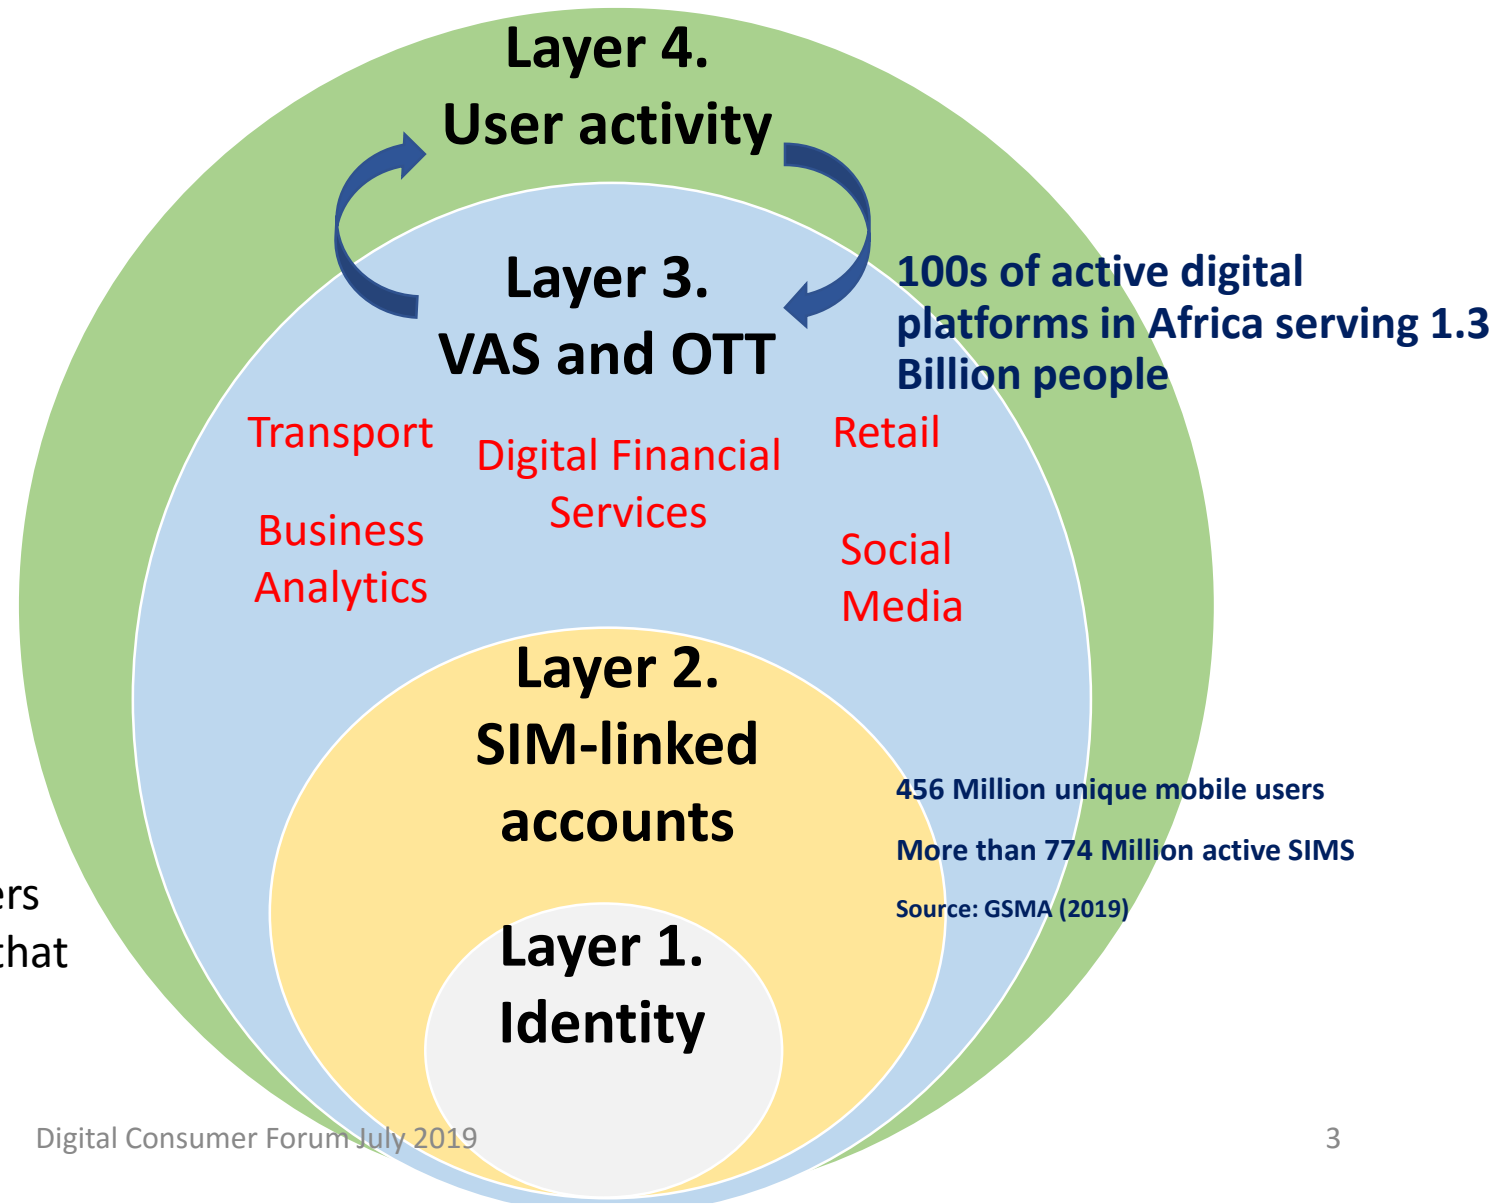 Layer 4.
User activity
Layer 3.
VAS and OTT
100s of active digital
platforms in Africa serving 1.3
Billion people
Transport
Digital Financial
Services
Retail
Business
Analytics
Social
Media
Layer 2.
SIM-linked
accounts
456 Million unique mobile users
More than 774 Million active SIMS
Source: GSMA (2019)
ers
that
Layer 1.
Identity
Digital Consumer Forum July 2019
3